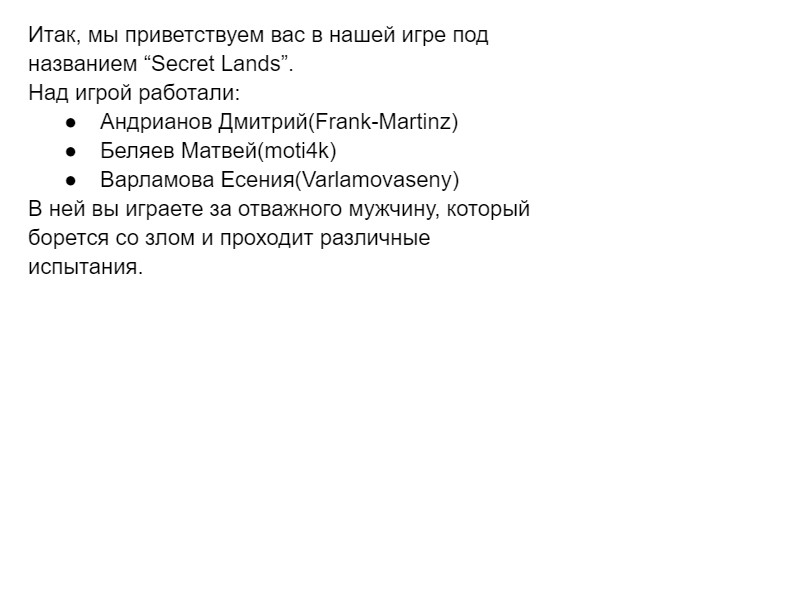 Итак, мы приветствуем вас в нашей игре под
названием “Secret Lands”.
Над игрой работали:
● Андрианов Дмитрий(Frank-Martinz)
● Беляев Матвей(moti4k)
● Варламова Есения(Varlamovaseny)
В ней вы играете за отважного мужчину, который
борется со злом и проходит различные
испытания.